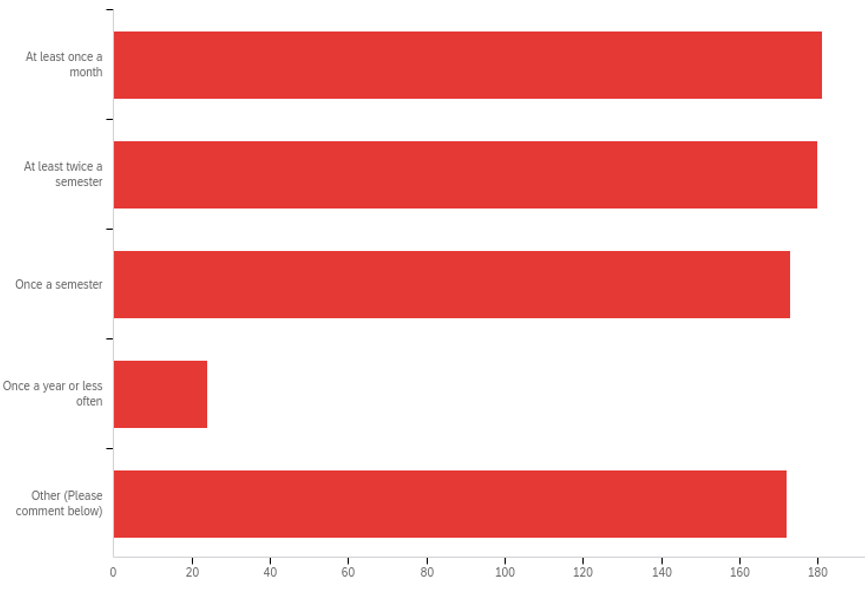 At least once a
month
At least twice a
semester
Once a semester
Once a year or less
often
Other (Please
comment below)
0 20 40 60 80 100 120 140 160 180